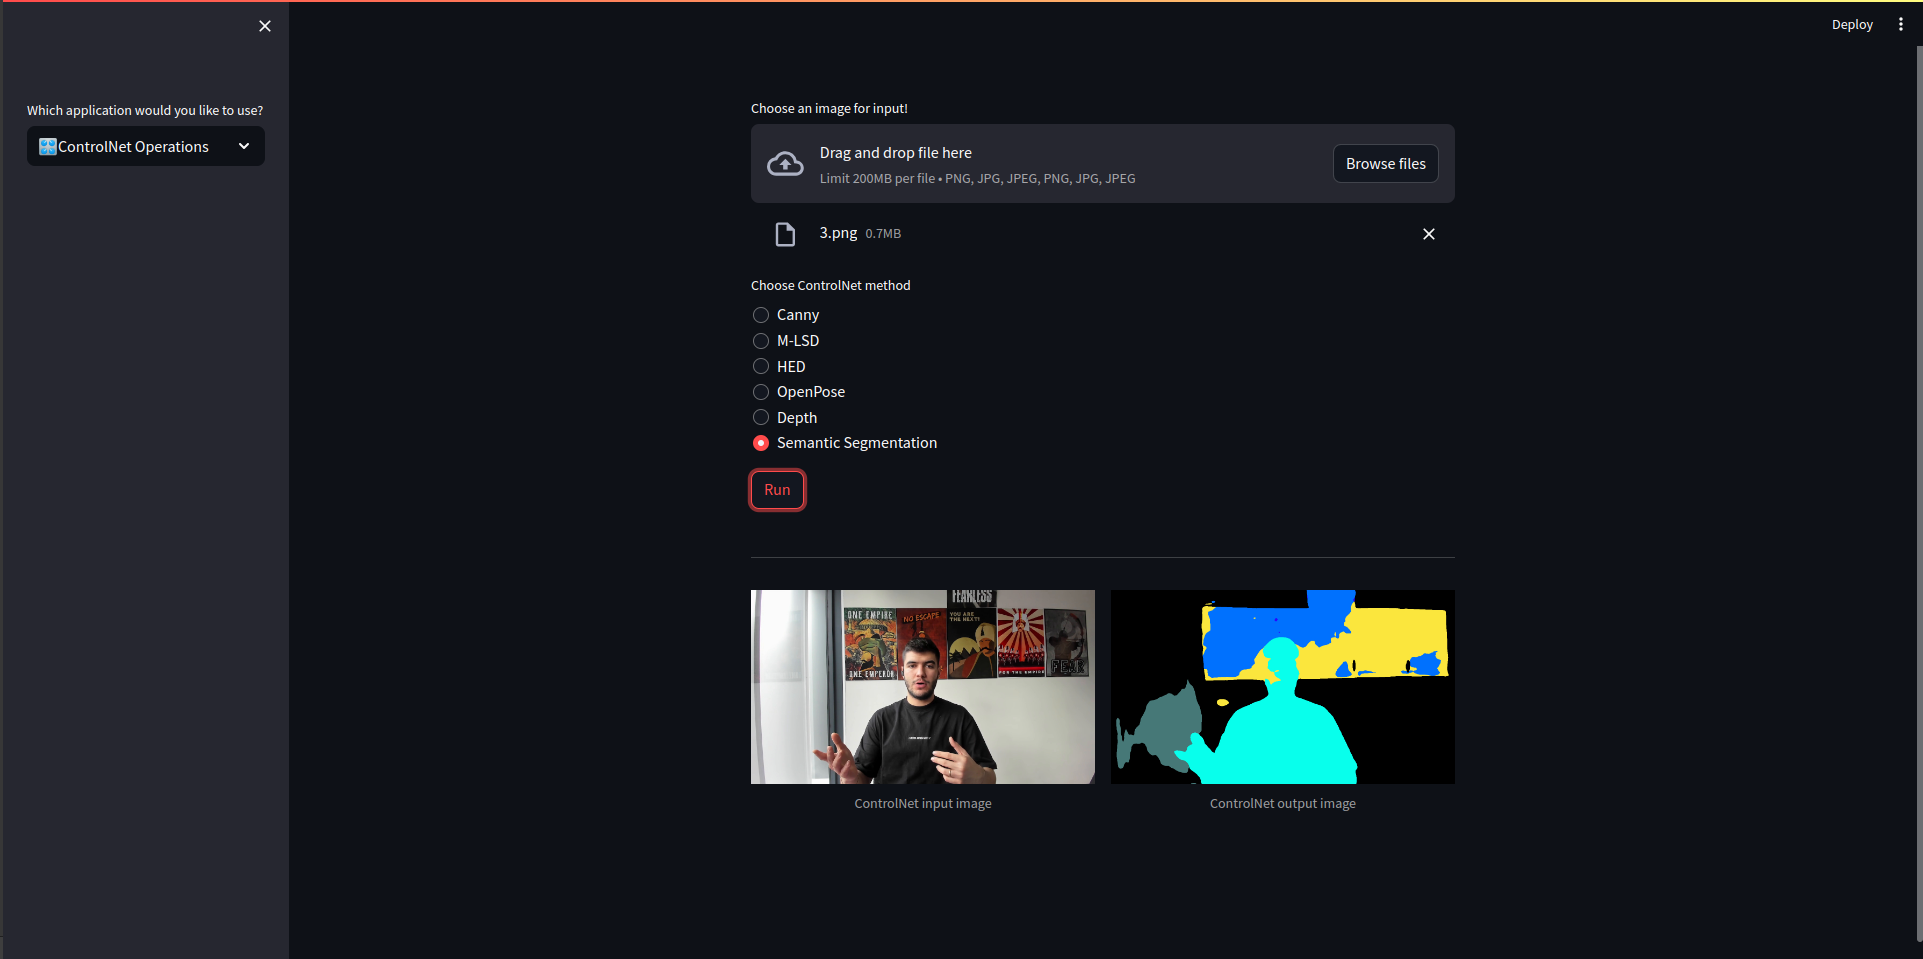 Deploy
Which application would you like to use?
ControlNet Operations
Choose an image for input!
Drag and drop file here
Limit 200MB per file • PNG, JPG, JPEG, PNG, JPG, JPEG
Browse files
3.png 0.7MB
Choose ControlNet method
Canny
M-LSD
HED
OpenPose
Depth
Semantic Segmentation
Run
FEARLESS
ONE EMPIRE
NO ESCAPE
YOU ARE
THE NEXT!
ONE EMPEROR
FOR THE EMPIRE
FEAR
ControlNet input image
ControlNet output image